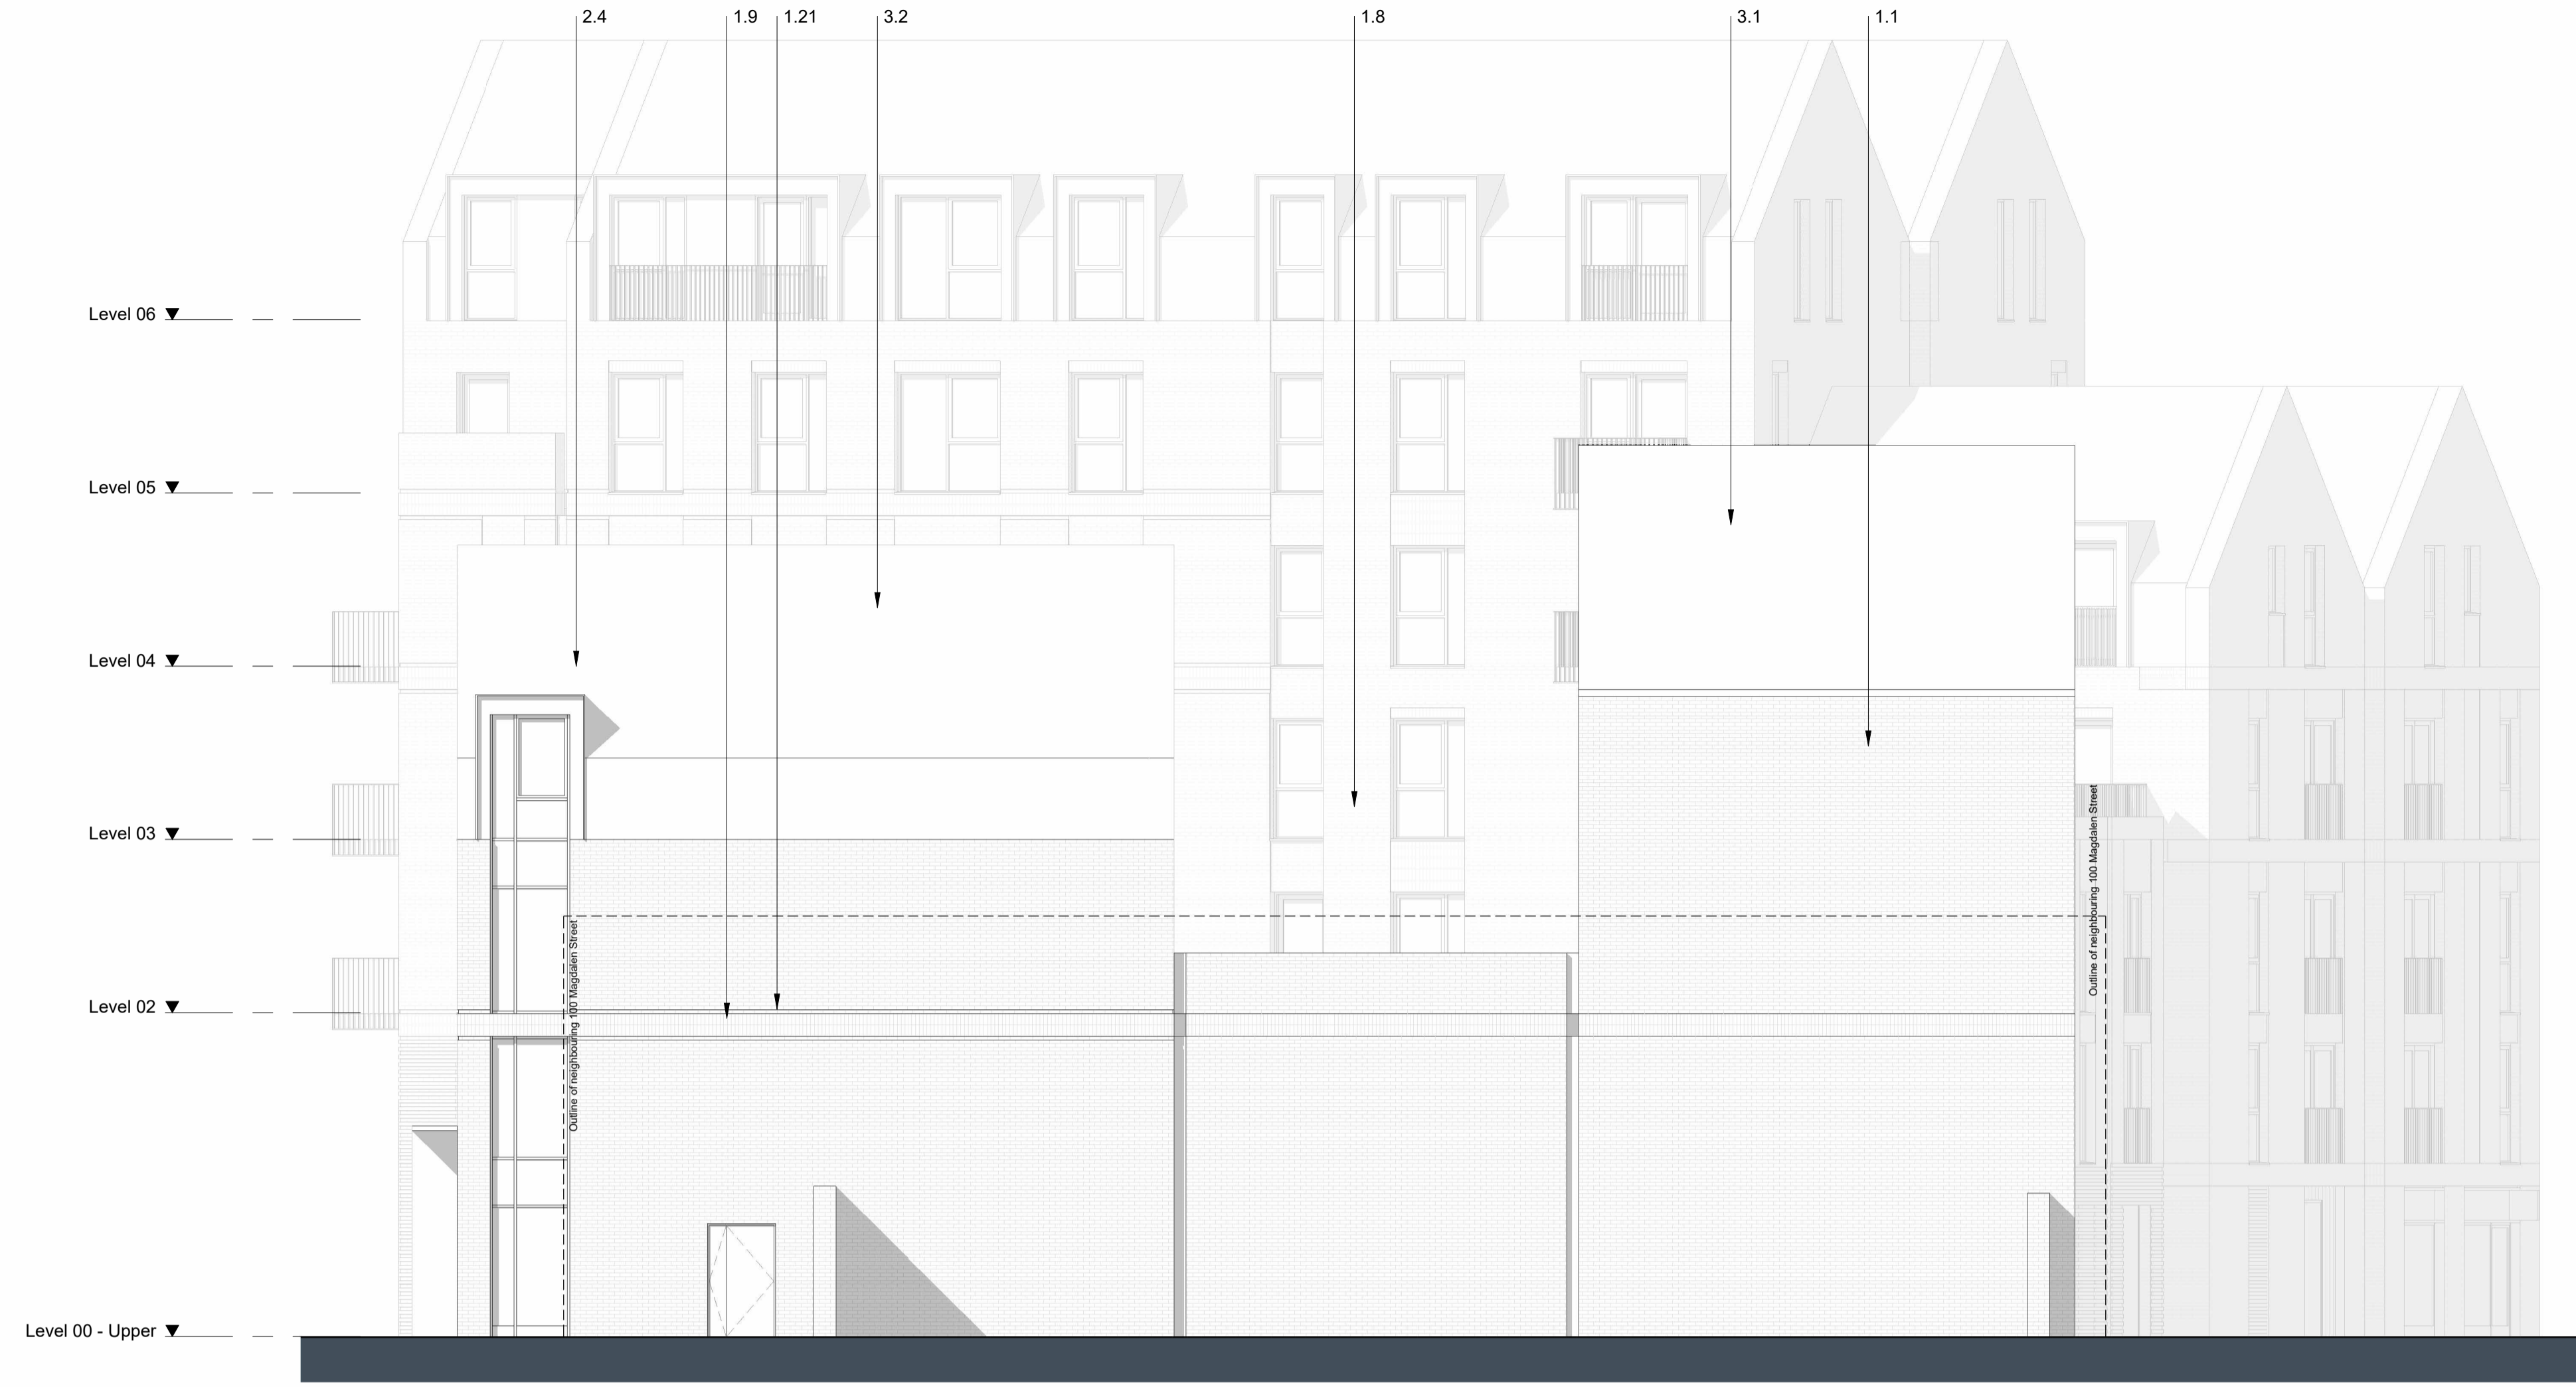 2.4
1.9
1.21
3.2
1.8
3.1
1.1
Level 06
Level 05
Level 04
Level 03
Level 02
Level 00 - Upper
Outline of neighbouring 100 Magdalen Street
Outline of neighbouring 100 Magdalen Street